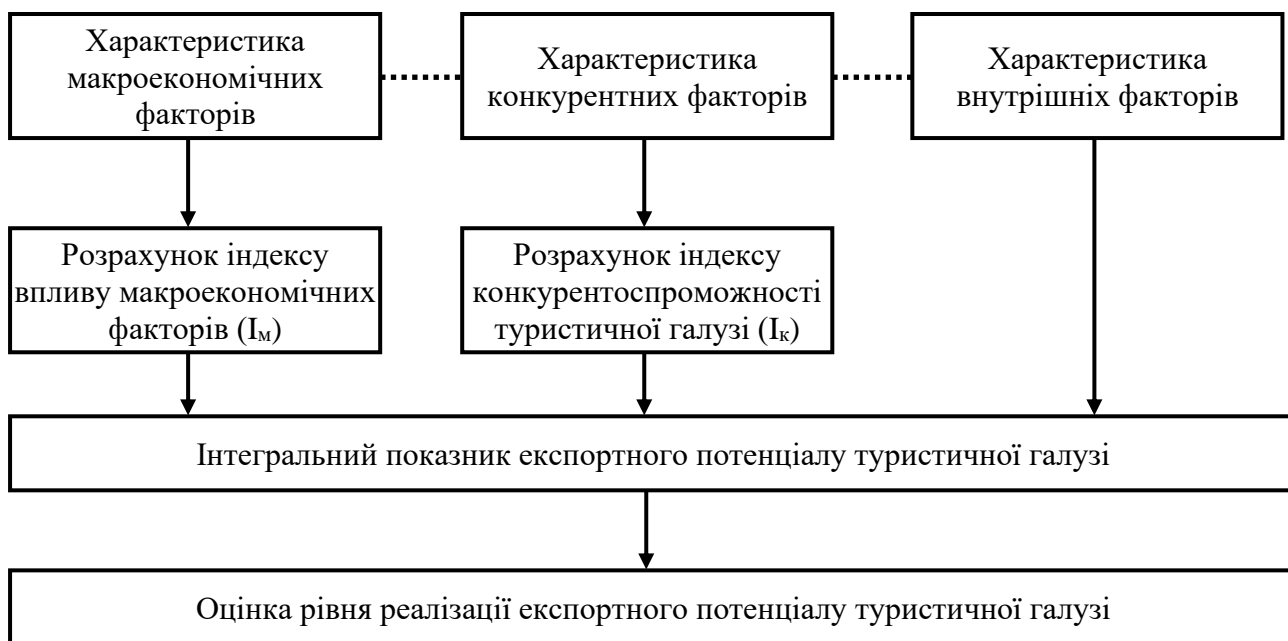 Характеристика
макроекономічних
факторів
Характеристика
конкурентних факторів
Характеристика
внутрішніх факторів
Розрахунок індексу
впливу макроекономічних
факторів (Iм)
Розрахунок індексу
конкурентоспроможності
туристичної галузі (Iк)
Інтегральний показник експортного потенціалу туристичної галузі
Оцінка рівня реалізації експортного потенціалу туристичної галузі